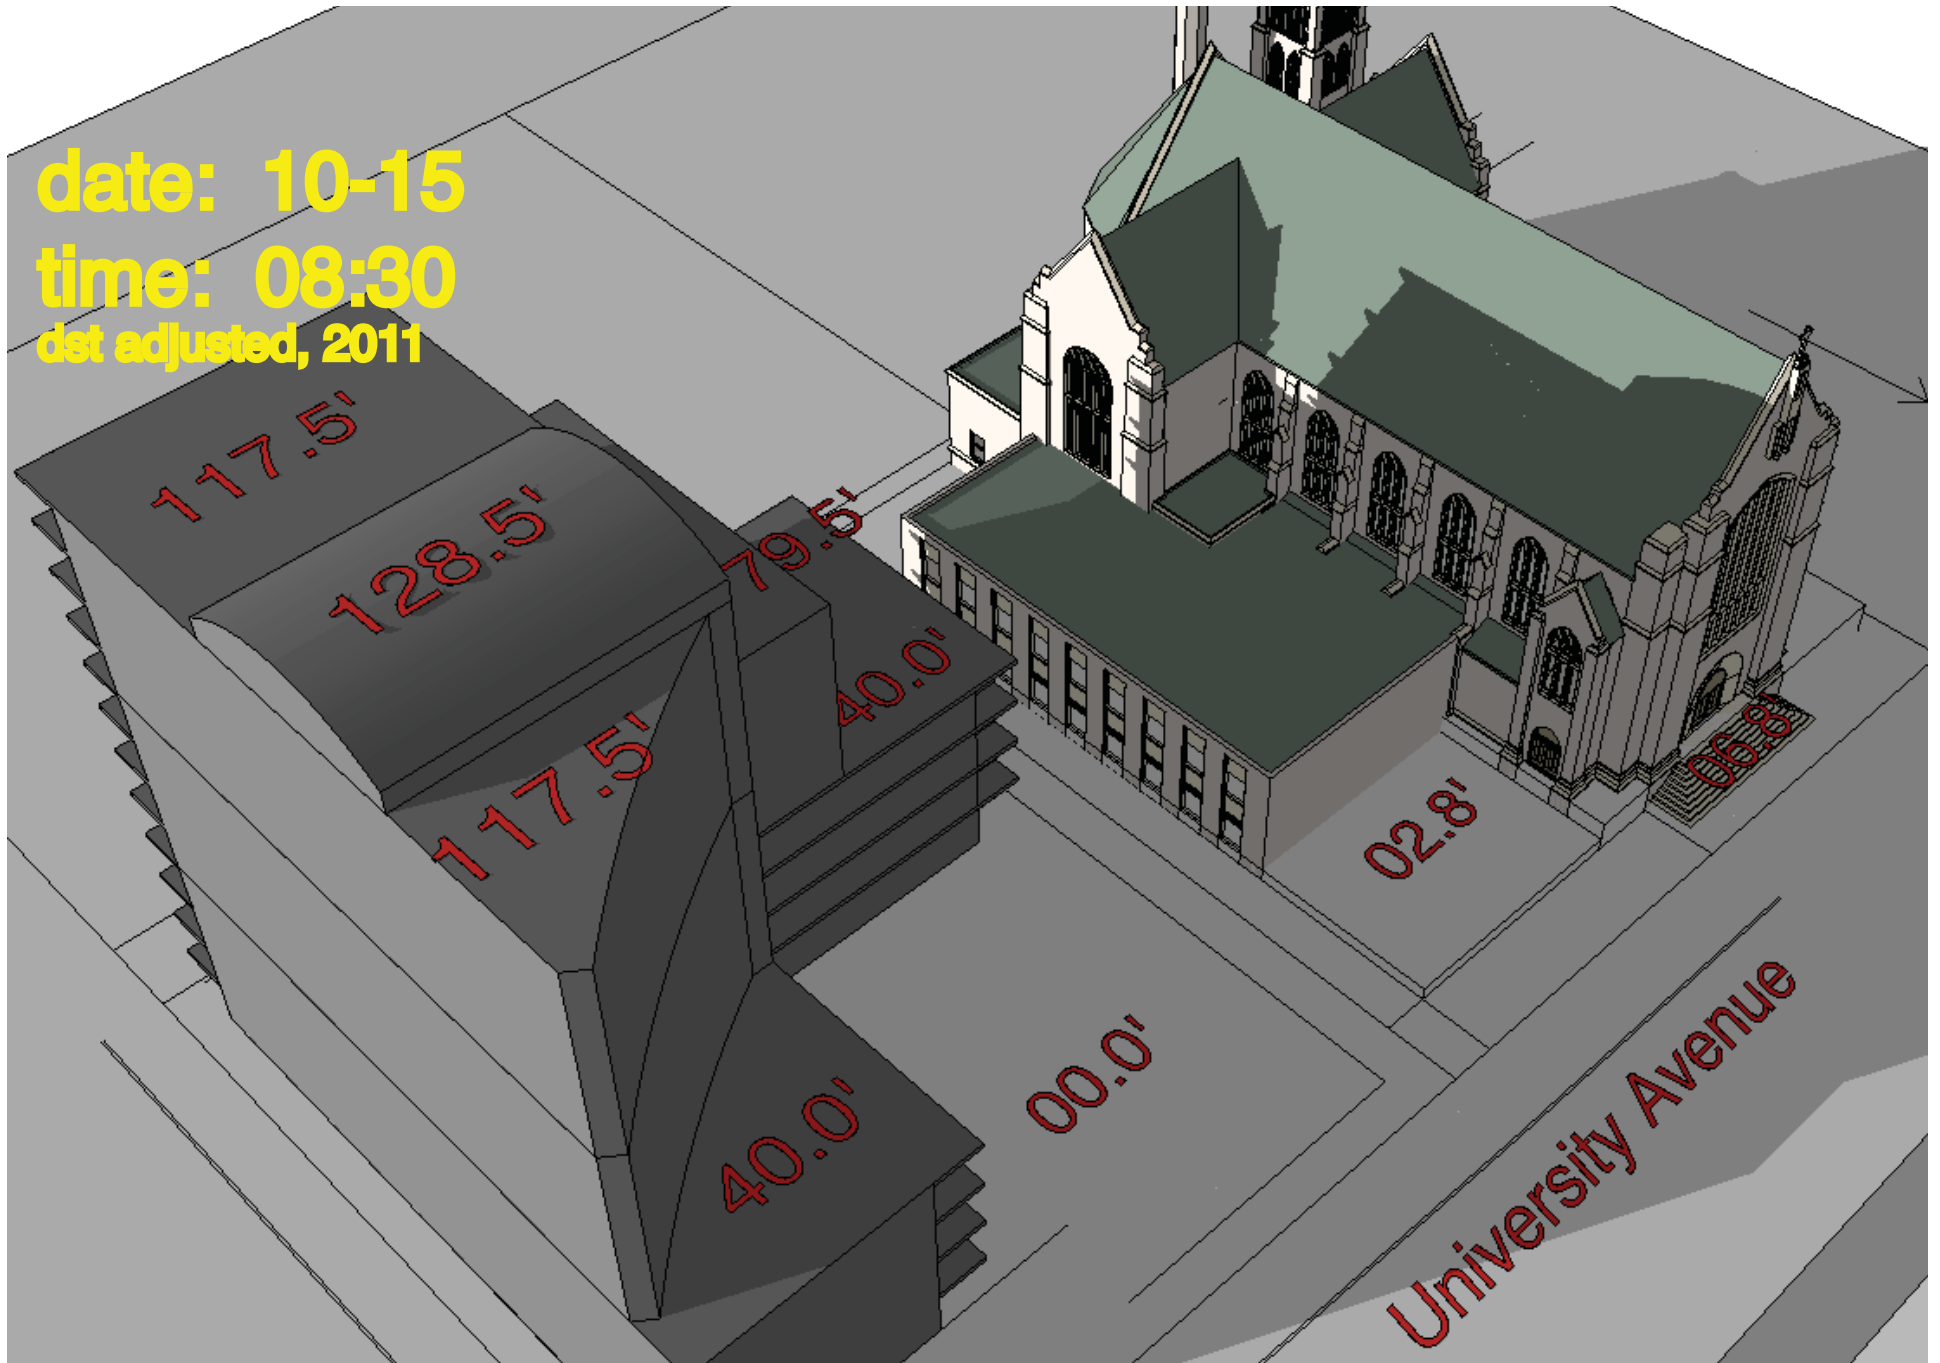 date: 10-15
time: 08:30
dst adjusted, 2011
117.5'
128.5'
79.5'
40.0'
117.5'
06.8'
02.8'
00.0'
40.0'
University Avenue